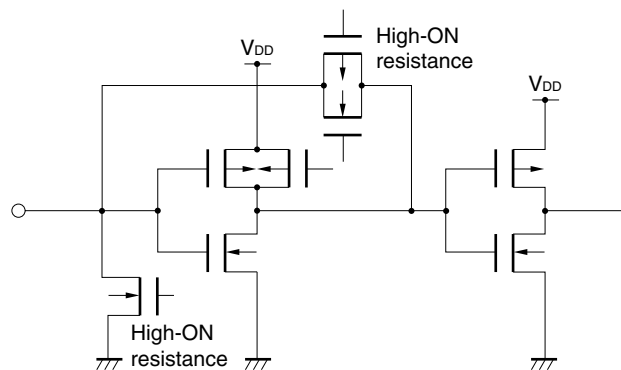 High-ON
resistance
VDD
VDD
High-ON
resistance